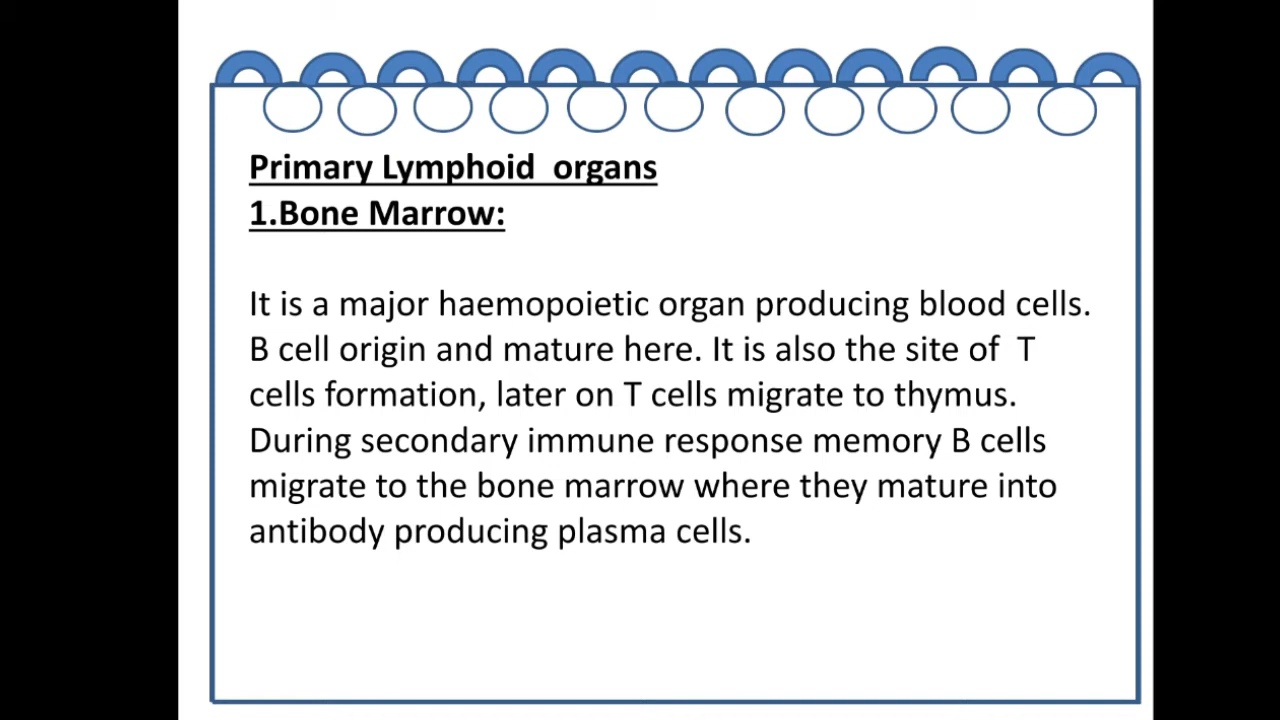 Primary Lymphoid  organs
1.Bone Marrow:
It is a major haemopoietic organ producing blood cells.
B cell origin and mature here. It is also the site of  T
cells formation, later on T cells migrate to thymus.
During secondary immune response memory B cells
migrate to the bone marrow where they mature into
antibody producing plasma cells.